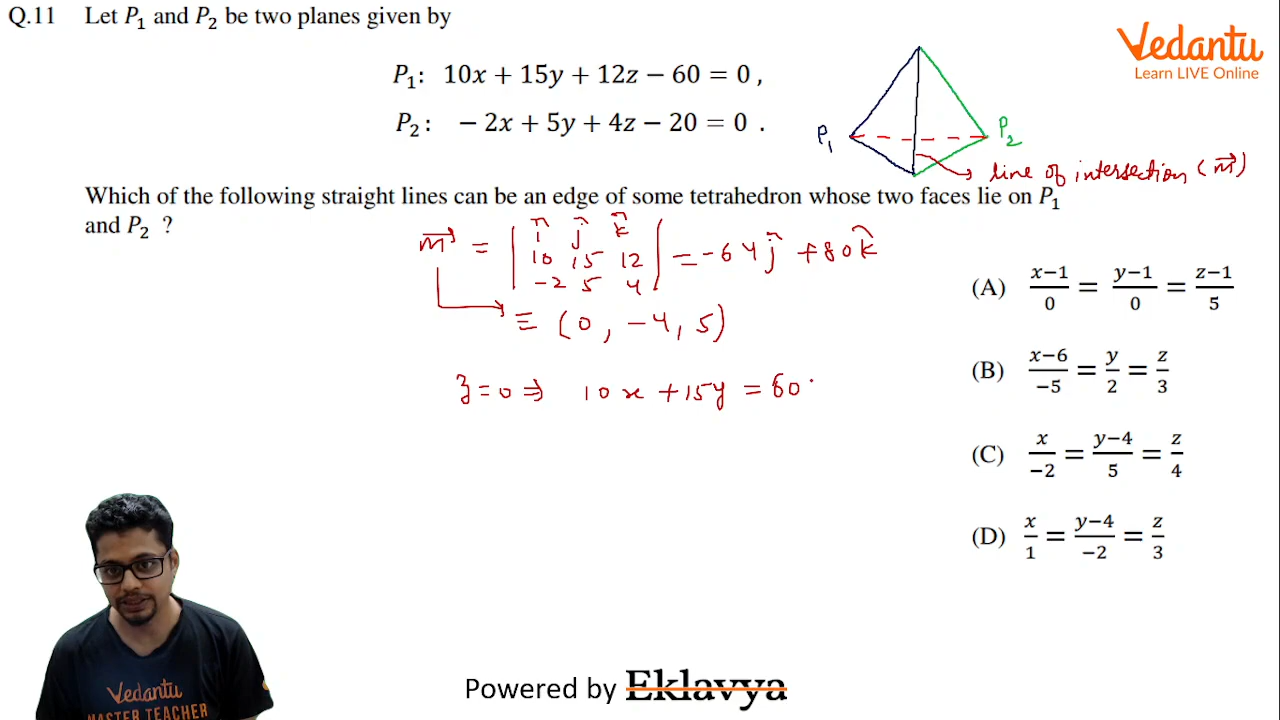 Q.11 Let P₁ and P₂ be two planes given by
P₁: 10x + 15y + 12z − 60 = 0 ,
P₂: − 2x + 5y + 4z − 20 = 0 .
Which of the following straight lines can be an edge of some tetrahedron whose two faces lie on P₁
and P₂ ?
Vedantu
Learn LIVE Online
P₁
P₂
line of intersection (m⃗)
m⃗ = | î ĵ k̂
10 15 12
−2 5 4 | = −64ĵ + 80k̂
≡ (0, −4, 5)
z=0 ⇒ 10x + 15y = 60
(A) (x−1)/0 = (y−1)/0 = (z−1)/5
(B) (x−6)/−5 = y/2 = z/3
(C) x/−2 = (y−4)/5 = z/4
(D) x/1 = (y−4)/−2 = z/3
Vedantu
MASTER TEACHER
Powered by Eklavya